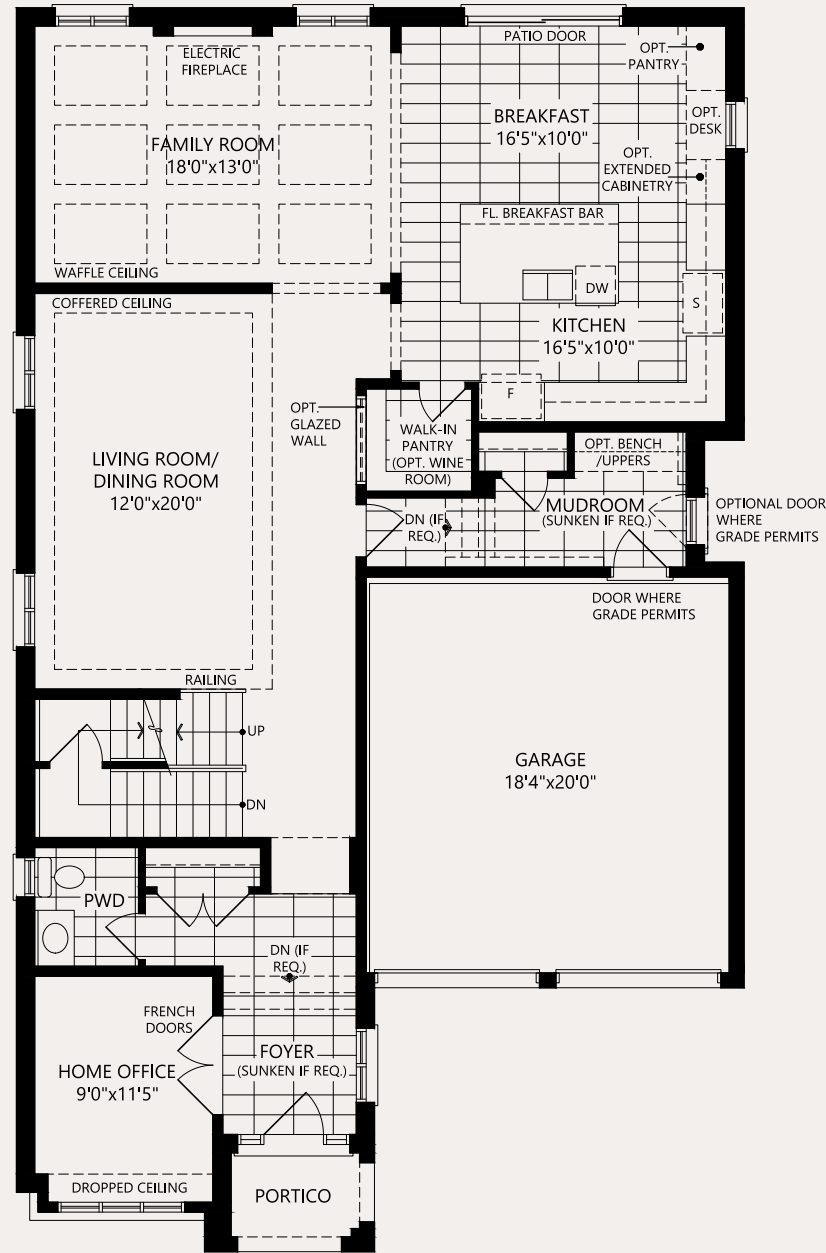 PATIO DOOR
ELECTRIC
FIREPLACE
OPT.
PANTRY
BREAKFAST
16'5"x10'0"
OPT.
DESK
FAMILY ROOM
18'0"x13'0"
OPT.
EXTENDED
CABINETRY
FL. BREAKFAST BAR
WAFFLE CEILING
DW
S
COFFERED CEILING
KITCHEN
16'5"x10'0"
F
OPT.
GLAZED
WALL
WALK-IN
PANTRY
(OPT. WINE
ROOM)
OPT. BENCH
/UPPERS
LIVING ROOM/
DINING ROOM
12'0"x20'0"
MUDROOM
(SUNKEN IF REQ.)
DN (IF
REQ.)
OPTIONAL DOOR
WHERE
GRADE PERMITS
DOOR WHERE
GRADE PERMITS
RAILING
UP
GARAGE
18'4"x20'0"
DN
PWD
DN (IF
REQ.)
FRENCH
DOORS
FOYER
(SUNKEN IF REQ.)
HOME OFFICE
9'0"x11'5"
DROPPED CEILING
PORTICO